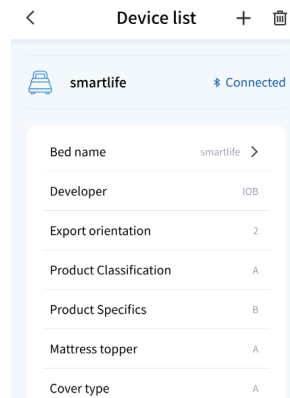 Device list
smartlife Connected
Bed name smartlife
Developer IOB
Export orientation 2
Product Classification A
Product Specifics B
Mattress topper A
Cover type A